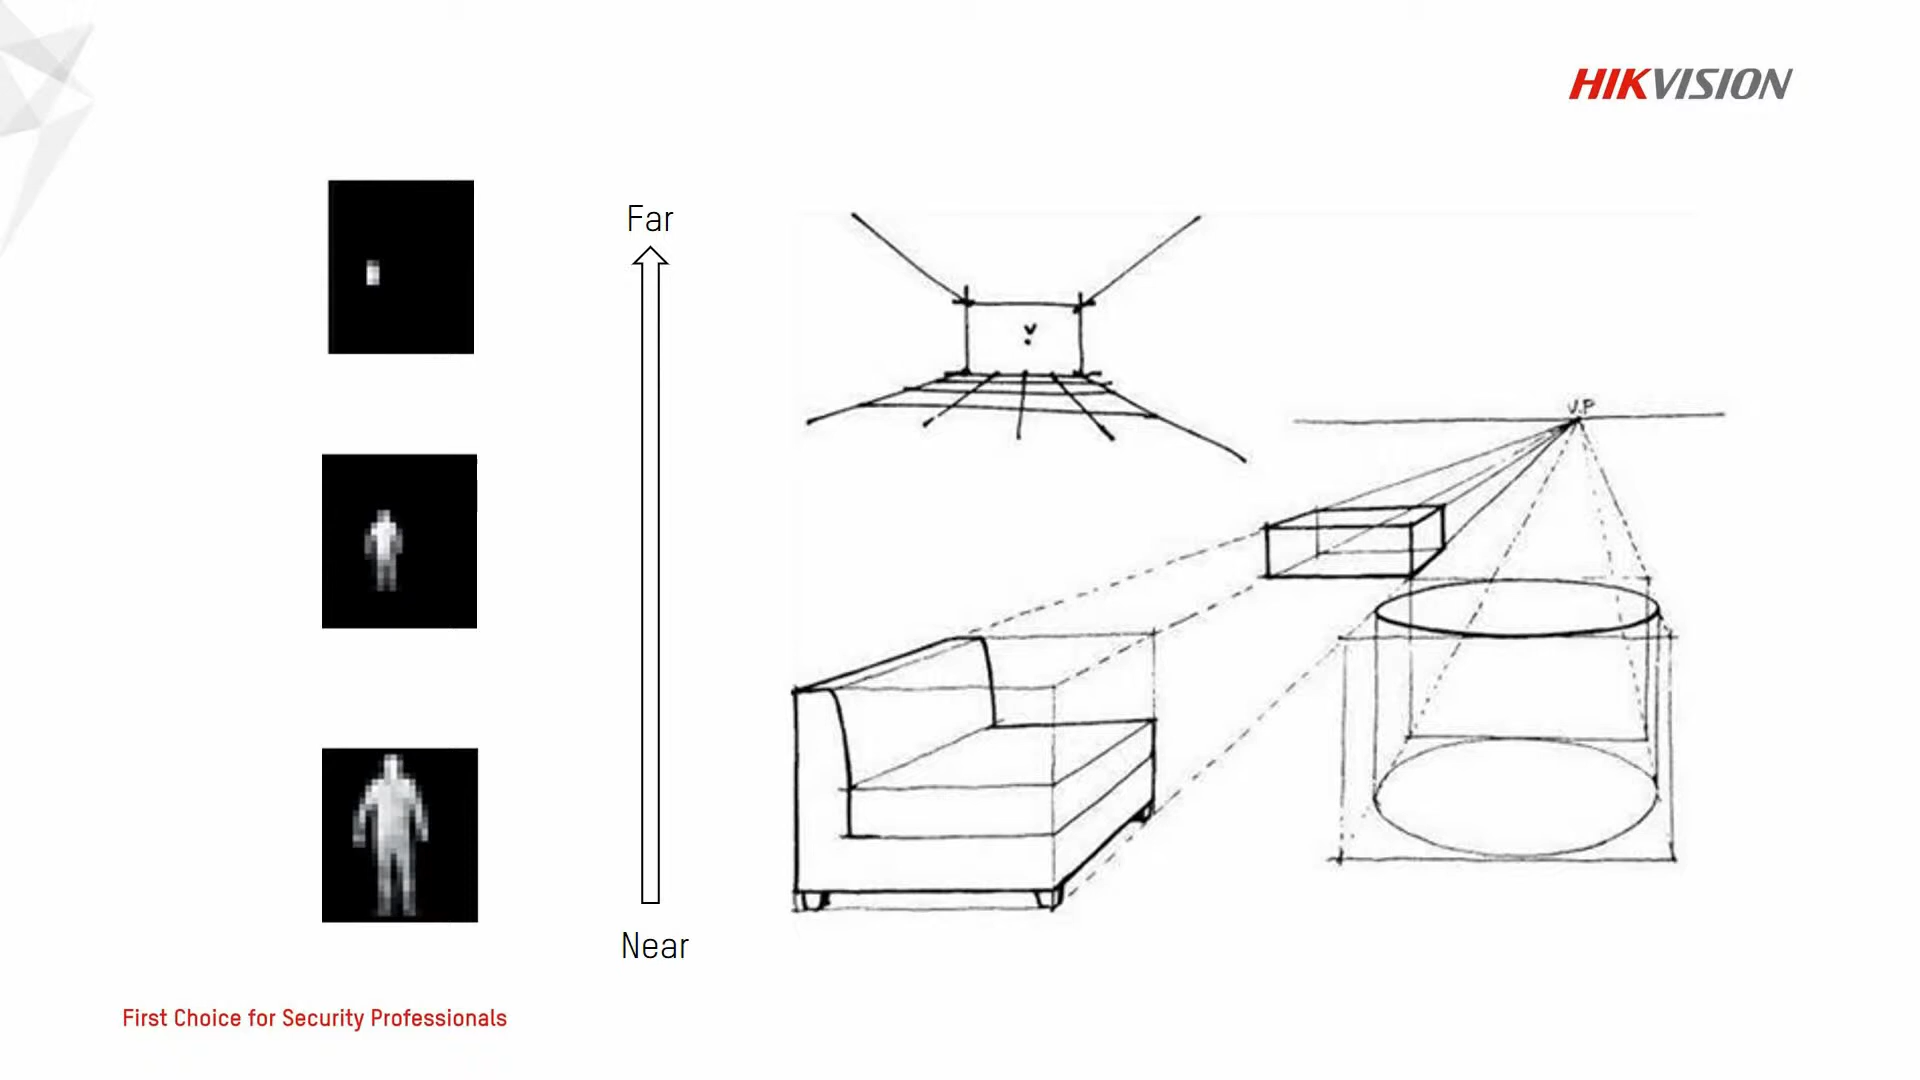 HIKVISION
Far
V
V.P
Near
First Choice for Security Professionals